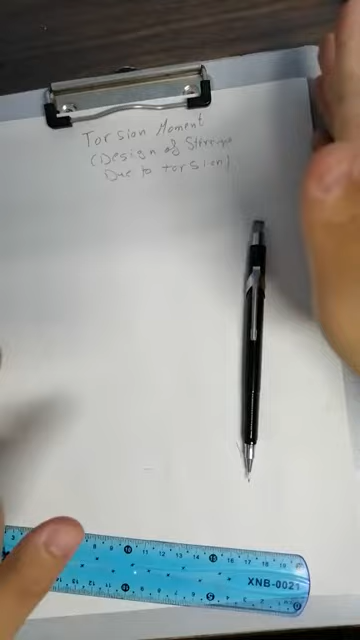 Torsion Moment
(Design of Stirrups
Due to torsion)
XNB-0021